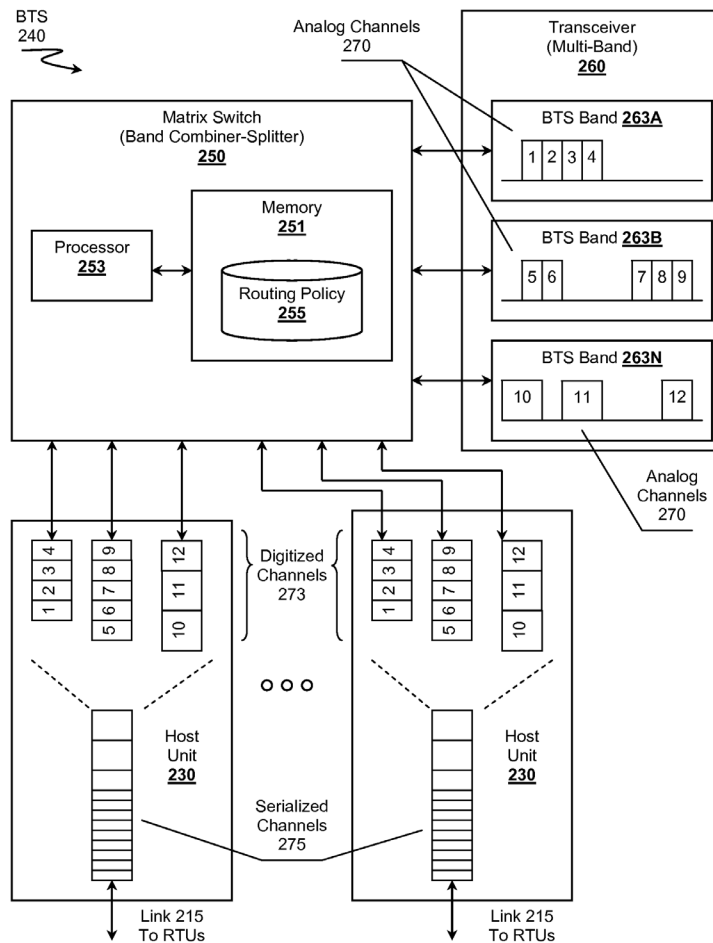 BTS
240
Analog Channels
270
Transceiver
(Multi-Band)
260
Matrix Switch
(Band Combiner-Splitter)
250
Memory
251
Processor
253
Routing Policy
255
BTS Band 263A
1 2 3 4
BTS Band 263B
5 6 7 8 9
BTS Band 263N
10 11 12
Analog
Channels
270
4
3
2
1
9
8
7
6
5
12
11
10
Digitized
Channels
273
4
3
2
1
9
8
7
6
5
12
11
10
Host
Unit
230
Host
Unit
230
Serialized
Channels
275
Link 215
To RTUs
Link 215
To RTUs